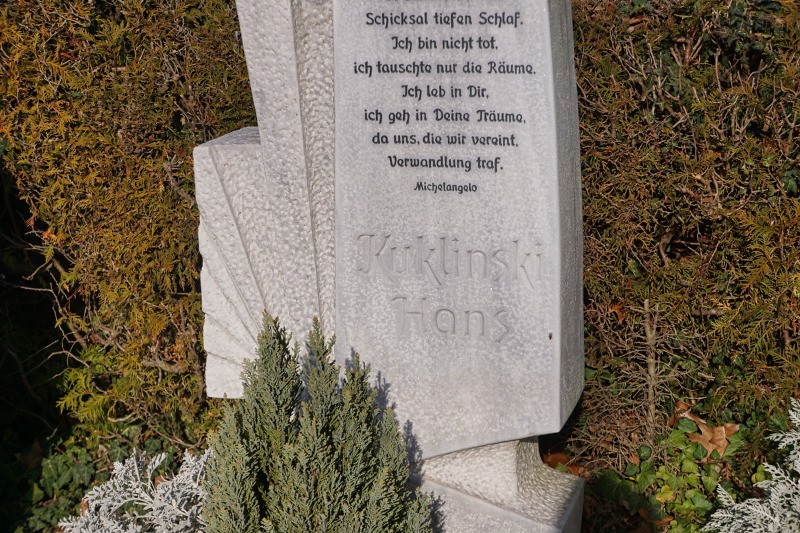 Schicksal tiefen Schlaf.
Ich bin nicht tot,
ich tauschte nur die Räume.
Ich leb in Dir,
ich geh in Deine Träume,
da uns, die wir vereint,
Verwandlung traf.
Michelangelo
Kuklinski
Hans